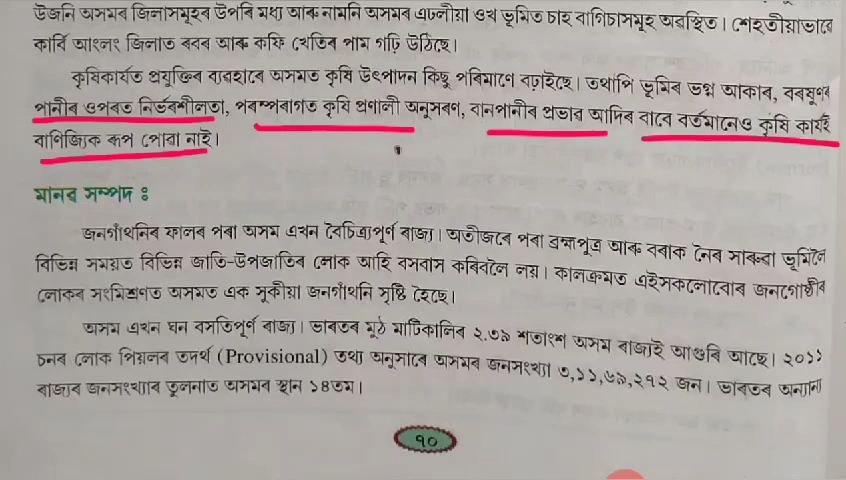 উজনি অসমৰ জিলাসমূহৰ উপৰি মধ্য আৰু নামনি অসমৰ এঢলীয়া ওখ ভূমিত চাহ বাগিচাসমূহ অৱস্থিত। শেহতীয়াভাৱে
কাৰ্বি আংলং জিলাত ৰবৰ আৰু কফি খেতিৰ পাম গঢ়ি উঠিছে।
কৃষিকাৰ্যত প্ৰযুক্তিৰ ব্যৱহাৰে অসমত কৃষি উৎপাদন কিছু পৰিমাণে বঢ়াইছে। তথাপি ভূমিৰ ভগ্ন আকাৰ, বৰষুণৰ
পানীৰ ওপৰত নিৰ্ভৰশীলতা, পৰম্পৰাগত কৃষি প্ৰণালী অনুসৰণ, বানপানীৰ প্ৰভাৱ আদিৰ বাবে বৰ্তমানেও কৃষি কাৰ্যই
বাণিজ্যিক ৰূপ পোৱা নাই।
মানৱ সম্পদ ঃ
জনগাঁথনিৰ ফালৰ পৰা অসম এখন বৈচিত্ৰ্যপূৰ্ণ ৰাজ্য। অতীজৰে পৰা ব্ৰহ্মপুত্ৰ আৰু বৰাক নৈৰ সাৰুৱা ভূমিলৈ
বিভিন্ন সময়ত বিভিন্ন জাতি-উপজাতিৰ লোক আহি বসবাস কৰিবলৈ লয়। কালক্ৰমত এইসকলোবোৰ জনগোষ্ঠীৰ
লোকৰ সংমিশ্ৰণত অসমত এক সুকীয়া জনগাঁথনি সৃষ্টি হৈছে।
অসম এখন ঘন বসতিপূৰ্ণ ৰাজ্য। ভাৰতৰ মুঠ মাটিকালিৰ ২.৩৯ শতাংশ অসম ৰাজ্যই আগুৰি আছে। ২০১১
চনৰ লোক পিয়লৰ তদৰ্থ (Provisional) তথ্য অনুসাৰে অসমৰ জনসংখ্যা ৩,১১,৬৯,২৭২ জন। ভাৰতৰ অন্যান্য
ৰাজ্যৰ জনসংখ্যাৰ তুলনাত অসমৰ স্থান ১৪তম।
৭০